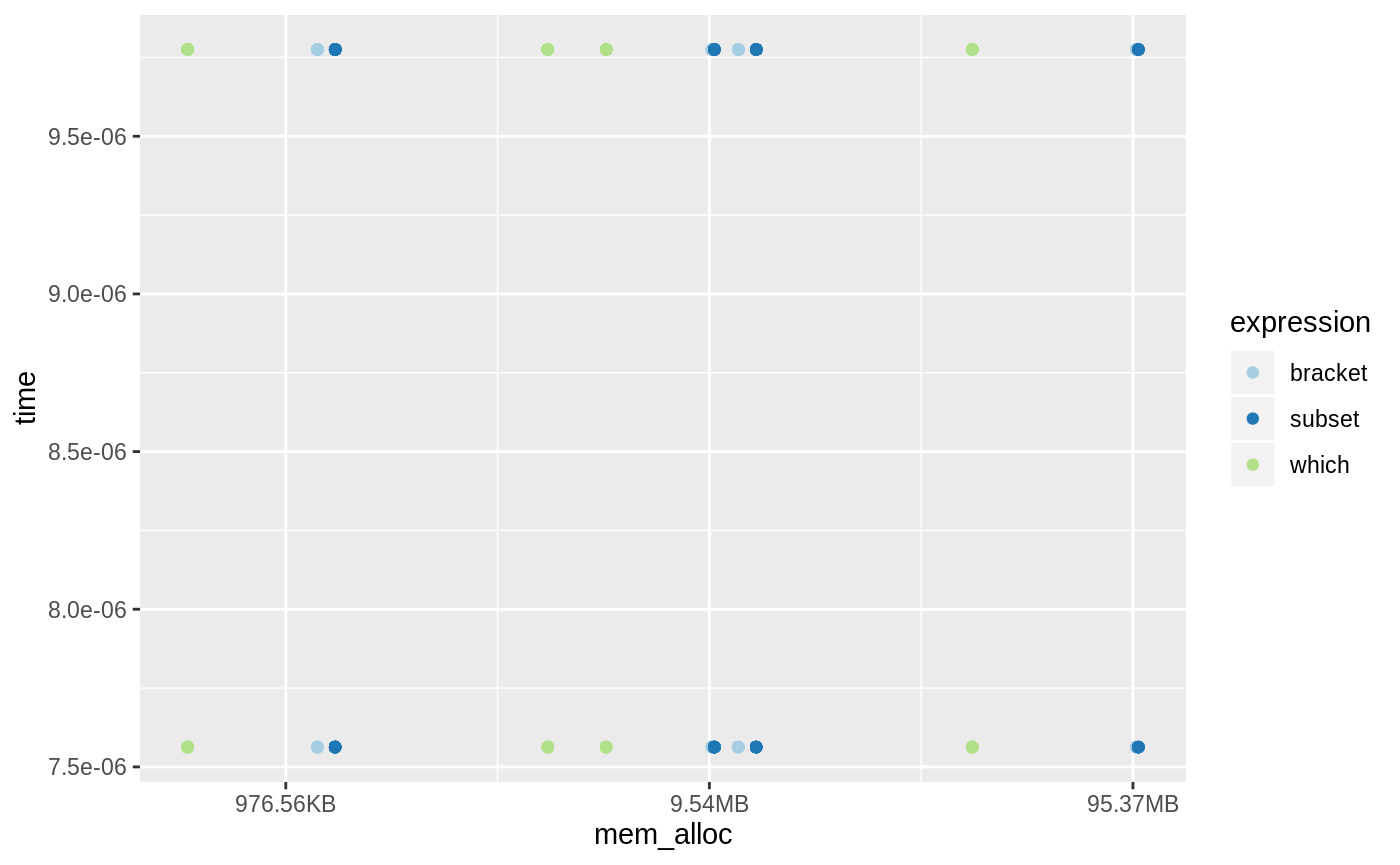 time
9.5e-06
9.0e-06
8.5e-06
8.0e-06
7.5e-06
976.56KB
9.54MB
95.37MB
mem_alloc
expression
bracket
subset
which